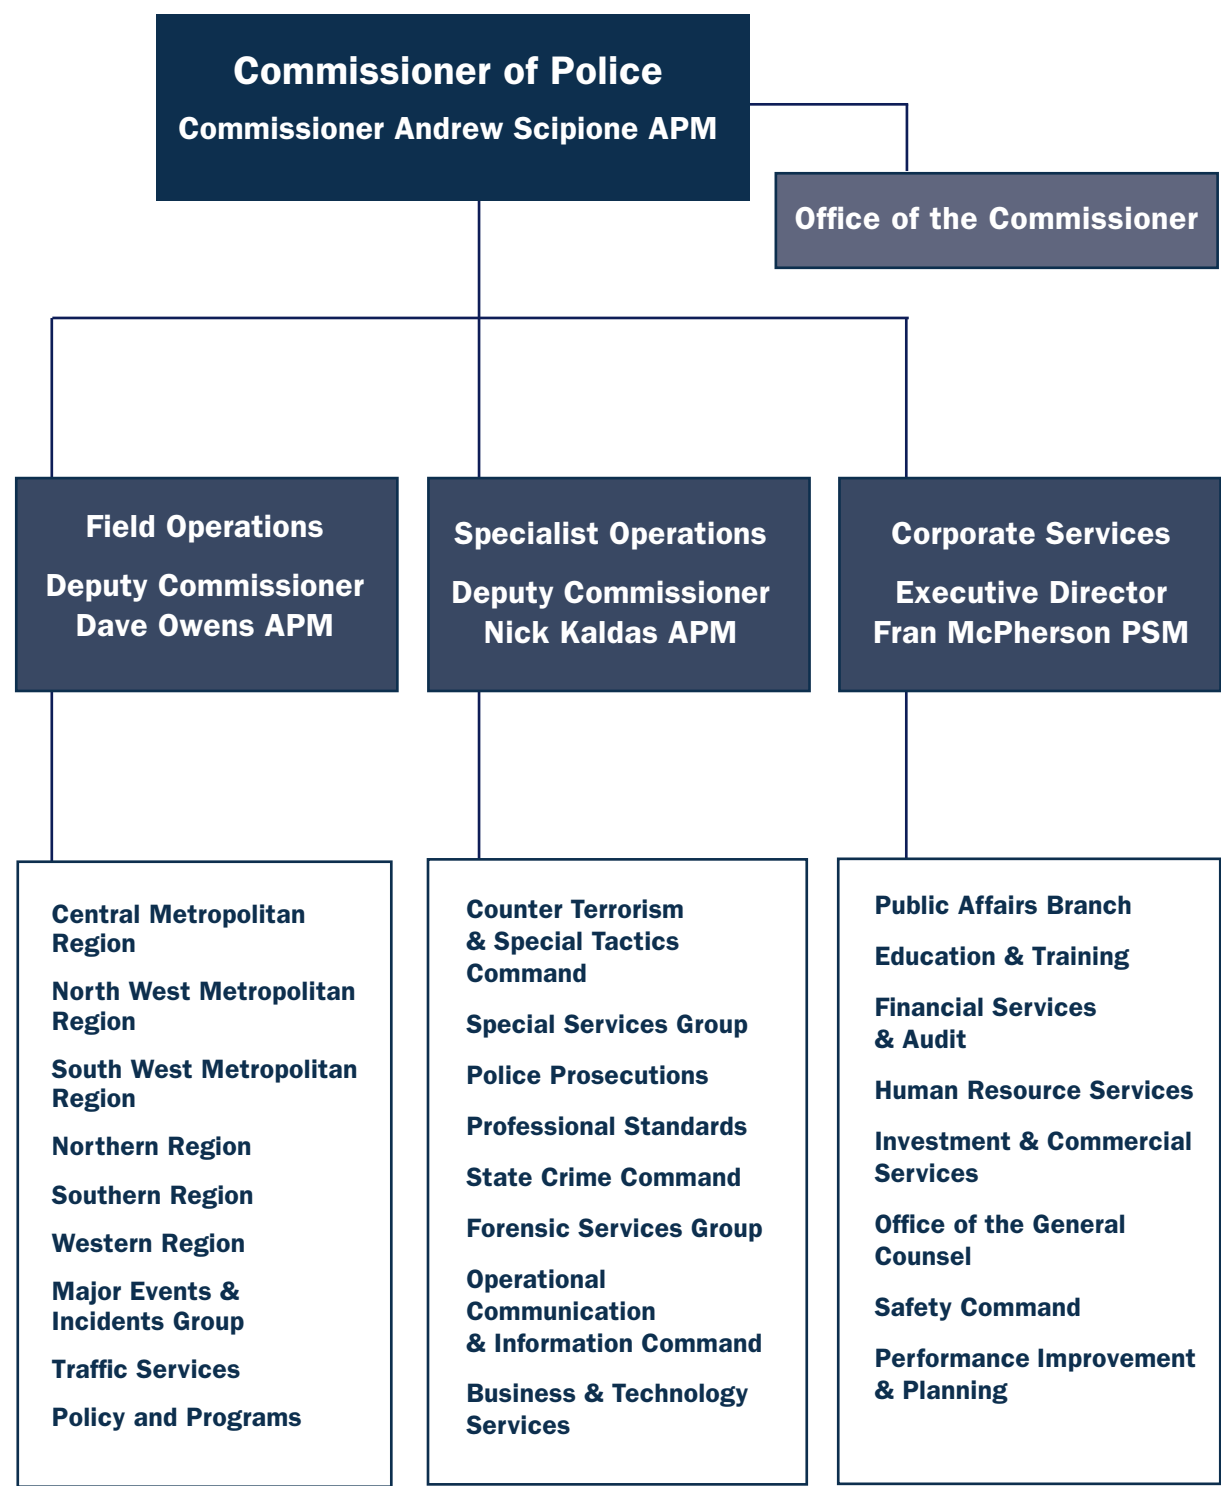 Commissioner of Police
Commissioner Andrew Scipione APM
Office of the Commissioner
Field Operations
Deputy Commissioner
Dave Owens APM
Specialist Operations
Deputy Commissioner
Nick Kaldas APM
Corporate Services
Executive Director
Fran McPherson PSM
Central Metropolitan
Region
North West Metropolitan
Region
South West Metropolitan
Region
Northern Region
Southern Region
Western Region
Major Events &
Incidents Group
Traffic Services
Policy and Programs
Counter Terrorism
& Special Tactics
Command
Special Services Group
Police Prosecutions
Professional Standards
State Crime Command
Forensic Services Group
Operational
Communication
& Information Command
Business & Technology
Services
Public Affairs Branch
Education & Training
Financial Services
& Audit
Human Resource Services
Investment & Commercial
Services
Office of the General
Counsel
Safety Command
Performance Improvement
& Planning